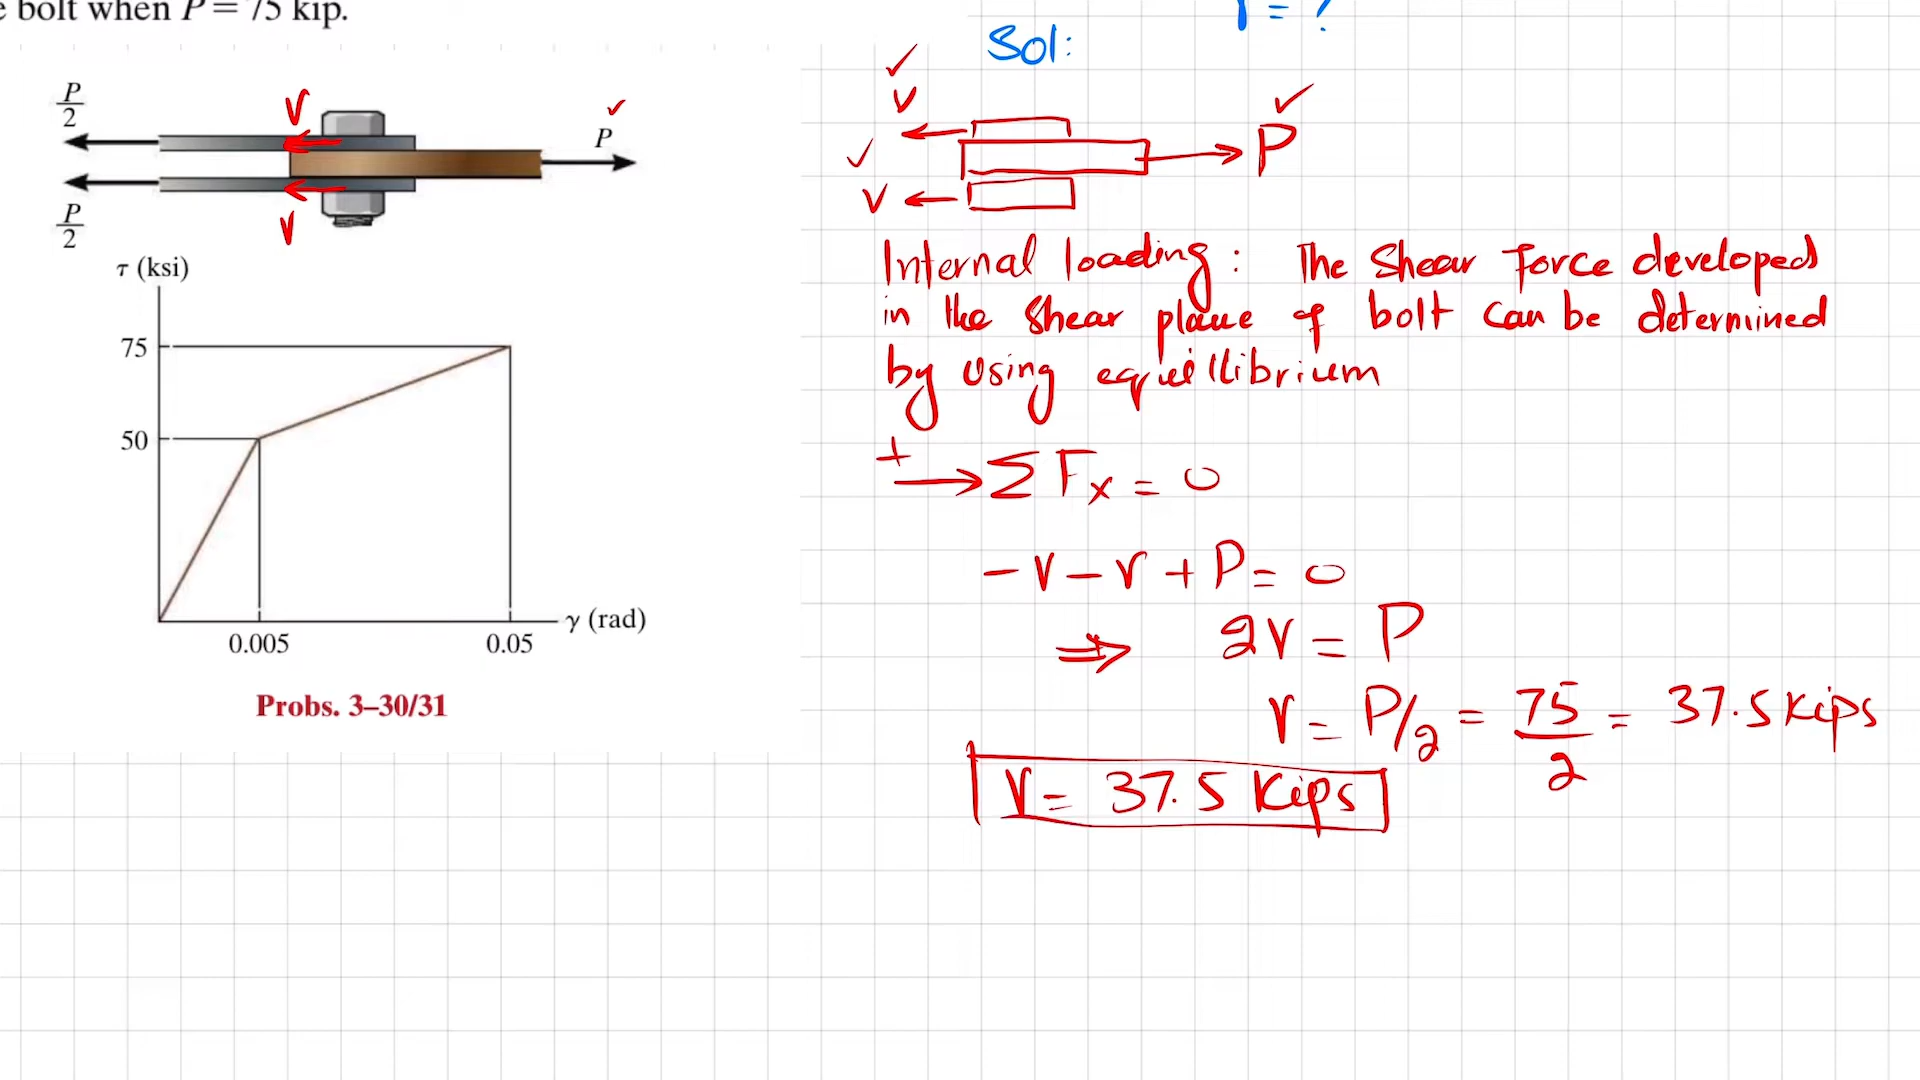 e bolt when P = 75 kip.
P/2
P/2
V
V
P
τ (ksi)
75
50
0.005
0.05
γ (rad)
Probs. 3–30/31
Sol:
V
V
P
Internal loading: The Shear Force developed
in the Shear plane of bolt can be determined
by using equillibrium
+
→ Σ Fx = 0
- V - V + P = 0
⇒ 2V = P
V = P/2 = 75/2 = 37.5 Kips
V = 37.5 Kips